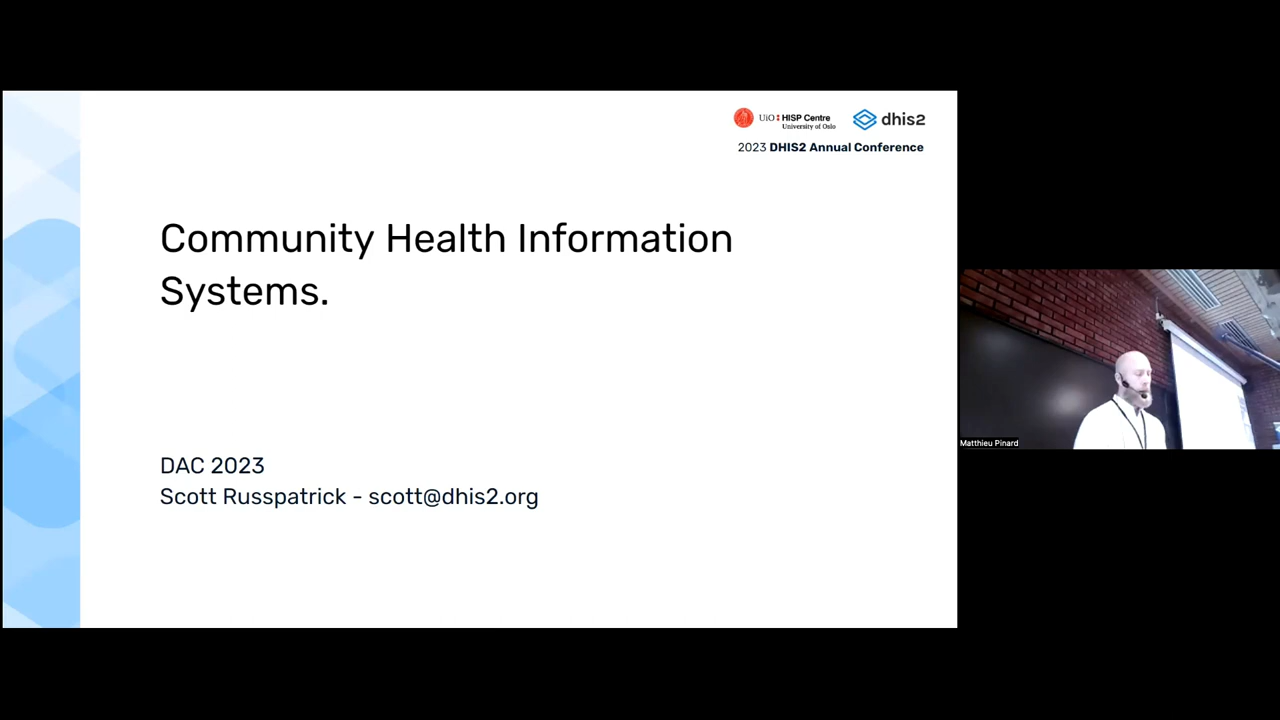 UiO HISP Centre
University of Oslo
dhis2
2023 DHIS2 Annual Conference
Community Health Information
Systems.
DAC 2023
Scott Russpatrick - scott@dhis2.org
Matthieu Pinard